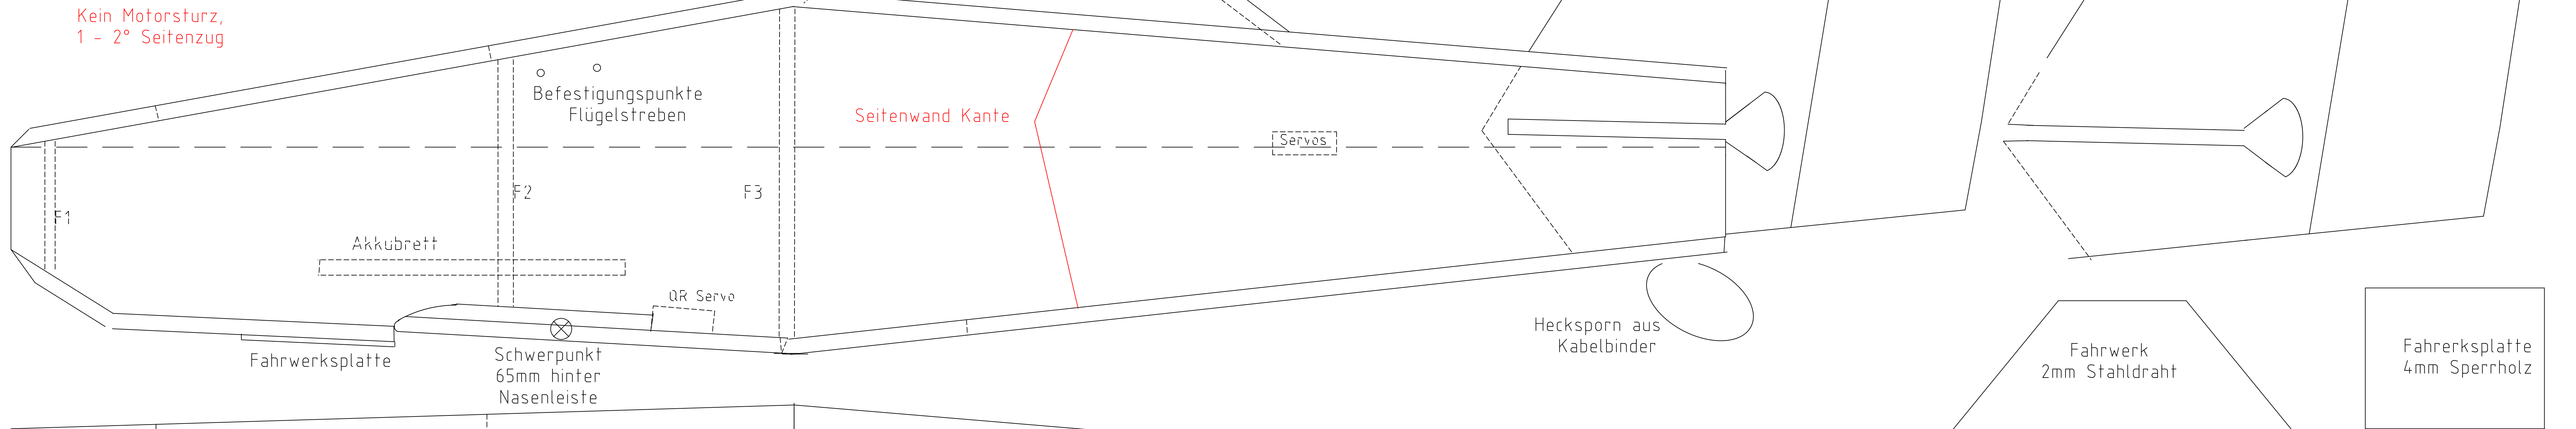 Kein Motorsturz,
1 - 2° Seitenzug
Befestigungspunkte
Flügelstreben
Seitenwand Kante
Servos
F1
F2
F3
Akkubrett
QR Servo
Fahrwerksplatte
Schwerpunkt
65mm hinter
Nasenleiste
Hecksporn aus
Kabelbinder
Fahrwerk
2mm Stahldraht
Fahrerksplatte
4mm Sperrholz